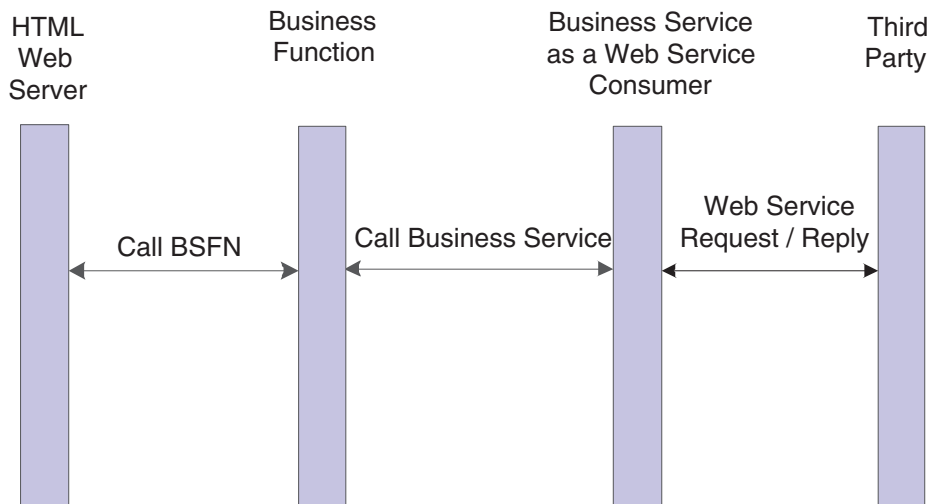 HTML
Web
Server
Business
Function
Business Service
as a Web Service
Consumer
Third
Party
Call BSFN
Call Business Service
Web Service
Request / Reply